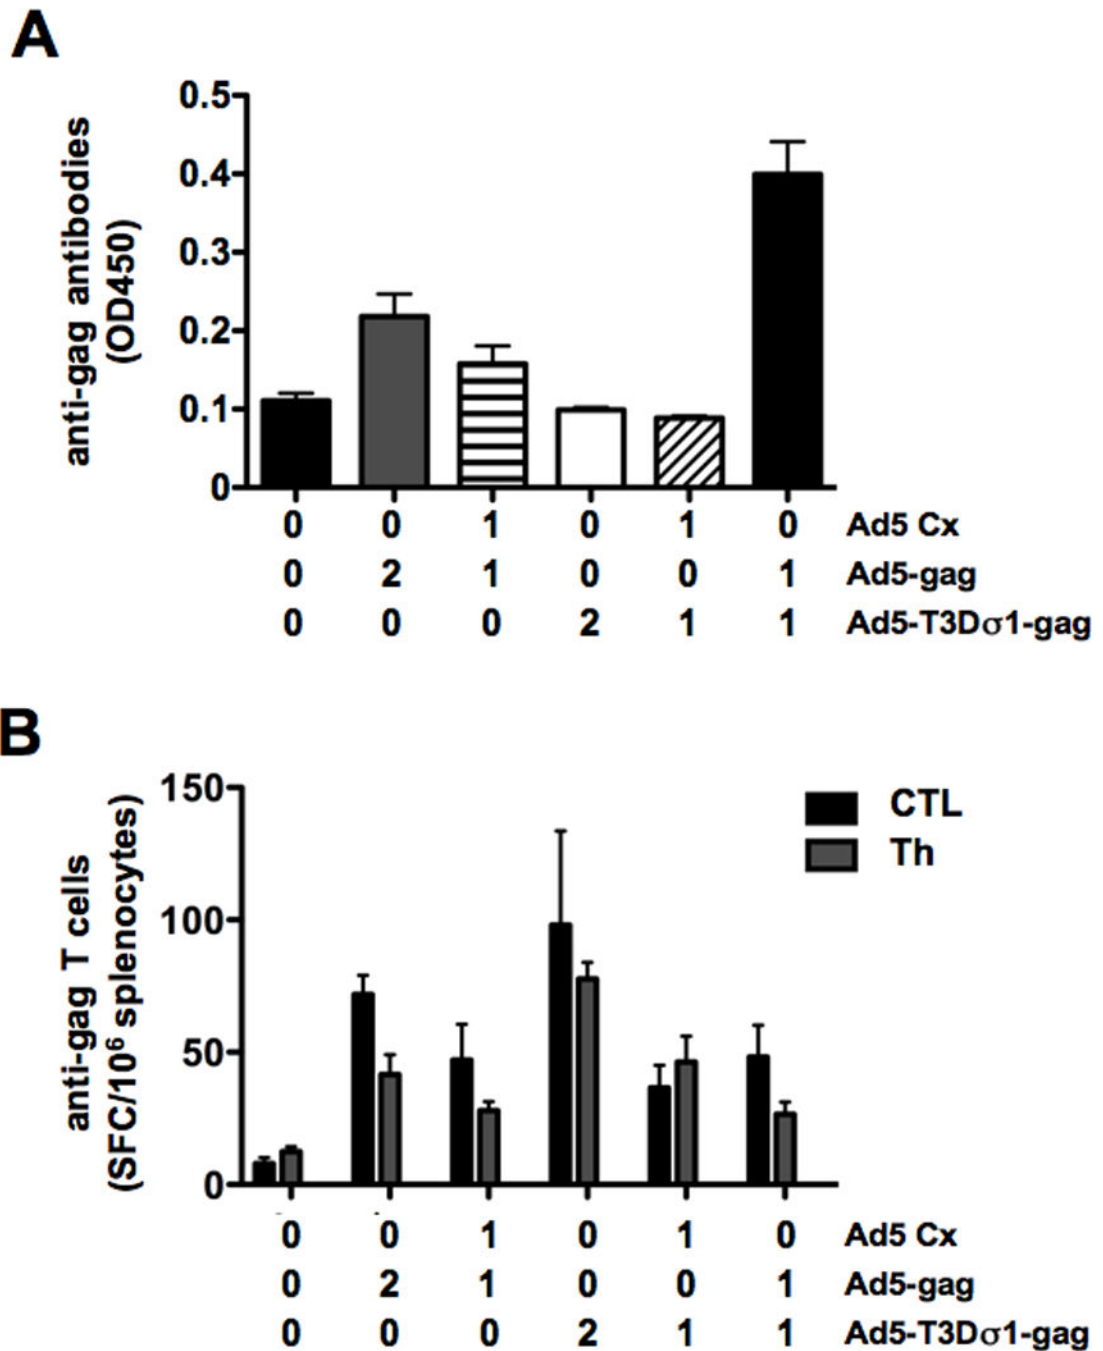 A
anti-gag antibodies
(OD450)
0.5
0.4
0.3
0.2
0.1
0
0 0 1 0 1 0 Ad5 Cx
0 2 1 0 0 1 Ad5-gag
0 0 0 2 1 1 Ad5-T3Dσ1-gag
B
anti-gag T cells
(SFC/10⁶ splenocytes)
150
100
50
0
CTL
Th
0 0 1 0 1 0 Ad5 Cx
0 2 1 0 0 1 Ad5-gag
0 0 0 2 1 1 Ad5-T3Dσ1-gag